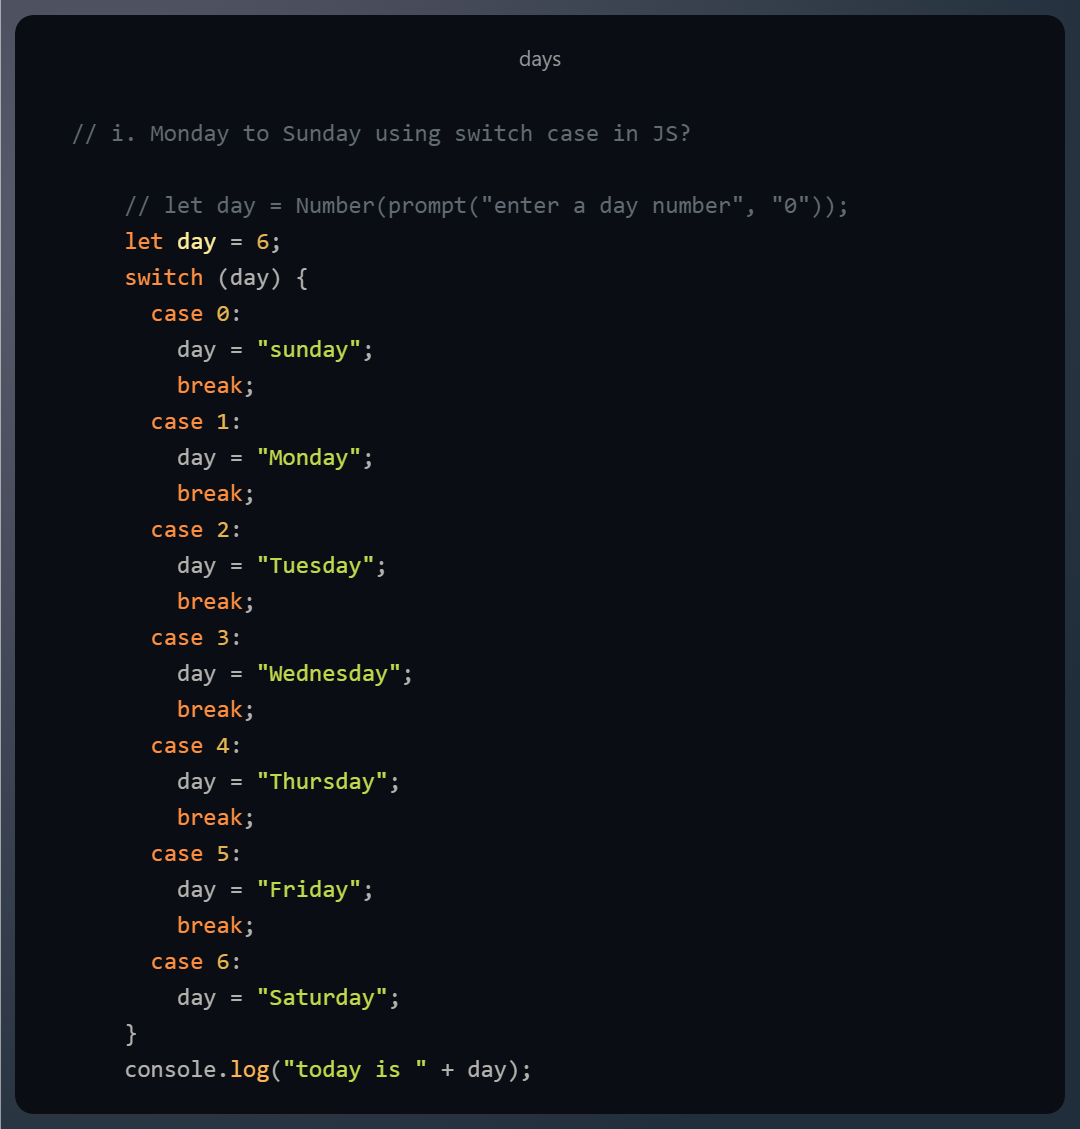 days
// i. Monday to Sunday using switch case in JS?
// let day = Number(prompt("enter a day number", "0"));
let day = 6;
switch (day) {
case 0:
day = "sunday";
break;
case 1:
day = "Monday";
break;
case 2:
day = "Tuesday";
break;
case 3:
day = "Wednesday";
break;
case 4:
day = "Thursday";
break;
case 5:
day = "Friday";
break;
case 6:
day = "Saturday";
}
console.log("today is " + day);